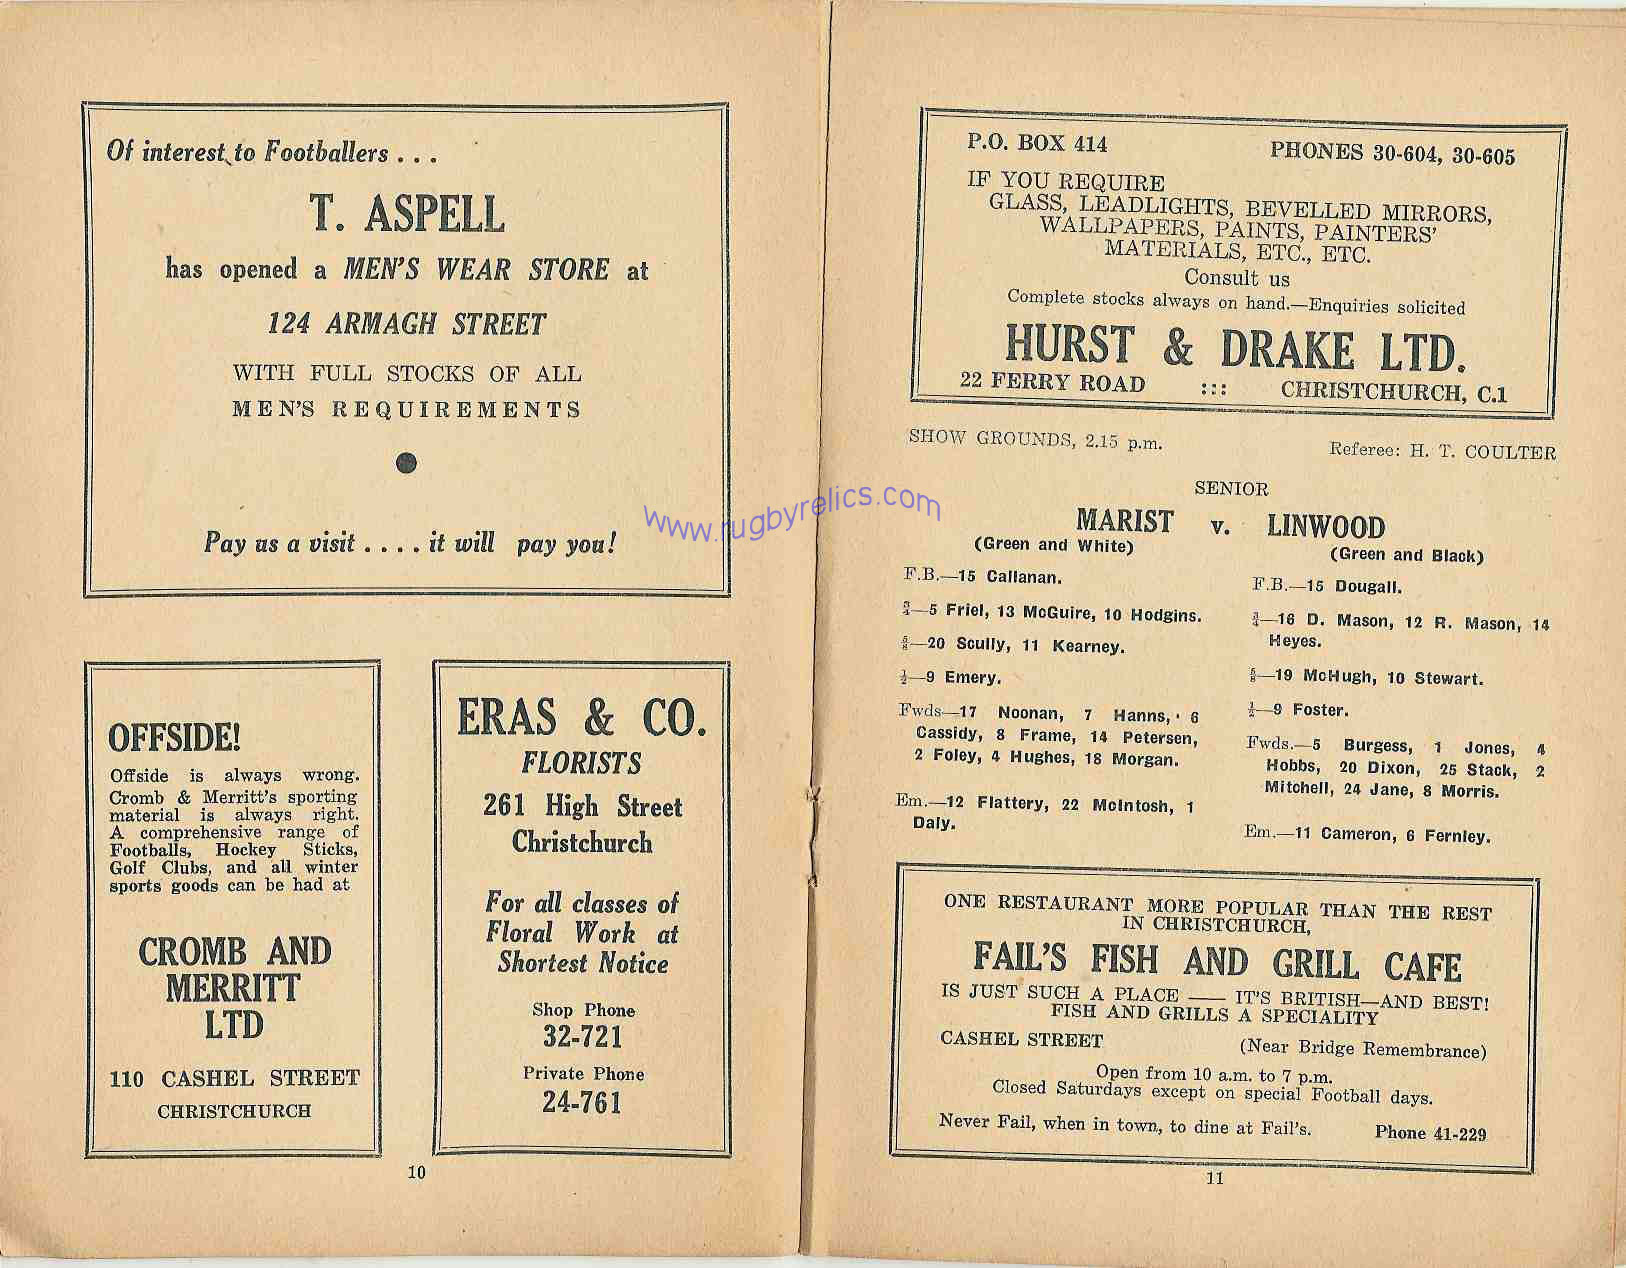 Of interest to Footballers . . .
T. ASPELL
has opened a MEN'S WEAR STORE at
124 ARMAGH STREET
WITH FULL STOCKS OF ALL
MEN'S REQUIREMENTS
Pay us a visit . . . . it will pay you!
OFFSIDE!
Offside is always wrong.
Cromb & Merritt's sporting
material is always right.
A comprehensive range of
Footballs, Hockey Sticks,
Golf Clubs, and all winter
sports goods can be had at
CROMB AND
MERRITT
LTD
110 CASHEL STREET
CHRISTCHURCH
ERAS & CO.
FLORISTS
261 High Street
Christchurch
For all classes of
Floral Work at
Shortest Notice
Shop Phone
32-721
Private Phone
24-761
10
www.rugbyrelics.com
P.O. BOX 414 PHONES 30-604, 30-605
IF YOU REQUIRE
GLASS, LEADLIGHTS, BEVELLED MIRRORS,
WALLPAPERS, PAINTS, PAINTERS'
MATERIALS, ETC., ETC.
Consult us
Complete stocks always on hand.—Enquiries solicited
HURST & DRAKE LTD.
22 FERRY ROAD ::: CHRISTCHURCH, C.1
SHOW GROUNDS, 2.15 p.m. Referee: H. T. COULTER
SENIOR
MARIST v. LINWOOD
(Green and White) (Green and Black)
F.B.—15 Callanan.
¾—5 Friel, 13 McGuire, 10 Hodgins.
⅝—20 Scully, 11 Kearney.
½—9 Emery.
Fwds—17 Noonan, 7 Hanns, 6
Cassidy, 8 Frame, 14 Petersen,
2 Foley, 4 Hughes, 18 Morgan.
Em.—12 Flattery, 22 McIntosh, 1
Daly.
F.B.—15 Dougall.
¾—16 D. Mason, 12 R. Mason, 14
Heyes.
⅝—19 McHugh, 10 Stewart.
½—9 Foster.
Fwds.—5 Burgess, 1 Jones, 4
Hobbs, 20 Dixon, 25 Stack, 2
Mitchell, 24 Jane, 8 Morris.
Em.—11 Cameron, 6 Fernley.
ONE RESTAURANT MORE POPULAR THAN THE REST
IN CHRISTCHURCH,
FAIL'S FISH AND GRILL CAFE
IS JUST SUCH A PLACE —— IT'S BRITISH—AND BEST!
FISH AND GRILLS A SPECIALITY
CASHEL STREET (Near Bridge Remembrance)
Open from 10 a.m. to 7 p.m.
Closed Saturdays except on special Football days.
Never Fail, when in town, to dine at Fail's. Phone 41-229
11